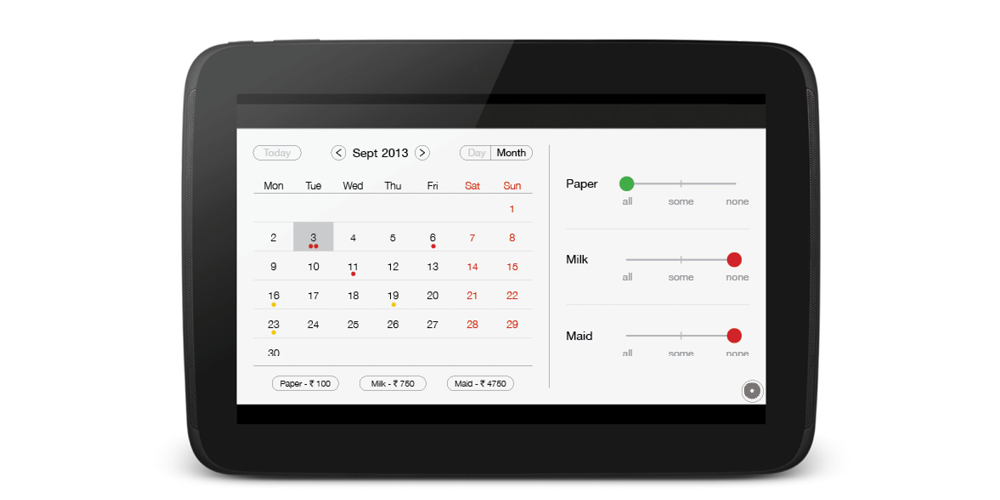 Today < Sept 2013 > Day Month
Mon Tue Wed Thu Fri Sat Sun
1
2 3 4 5 6 7 8
9 10 11 12 13 14 15
16 17 18 19 20 21 22
23 24 25 26 27 28 29
30
Paper - ₹ 100 Milk - ₹ 750 Maid - ₹ 4750
Paper
all some none
Milk
all some none
Maid
all some none